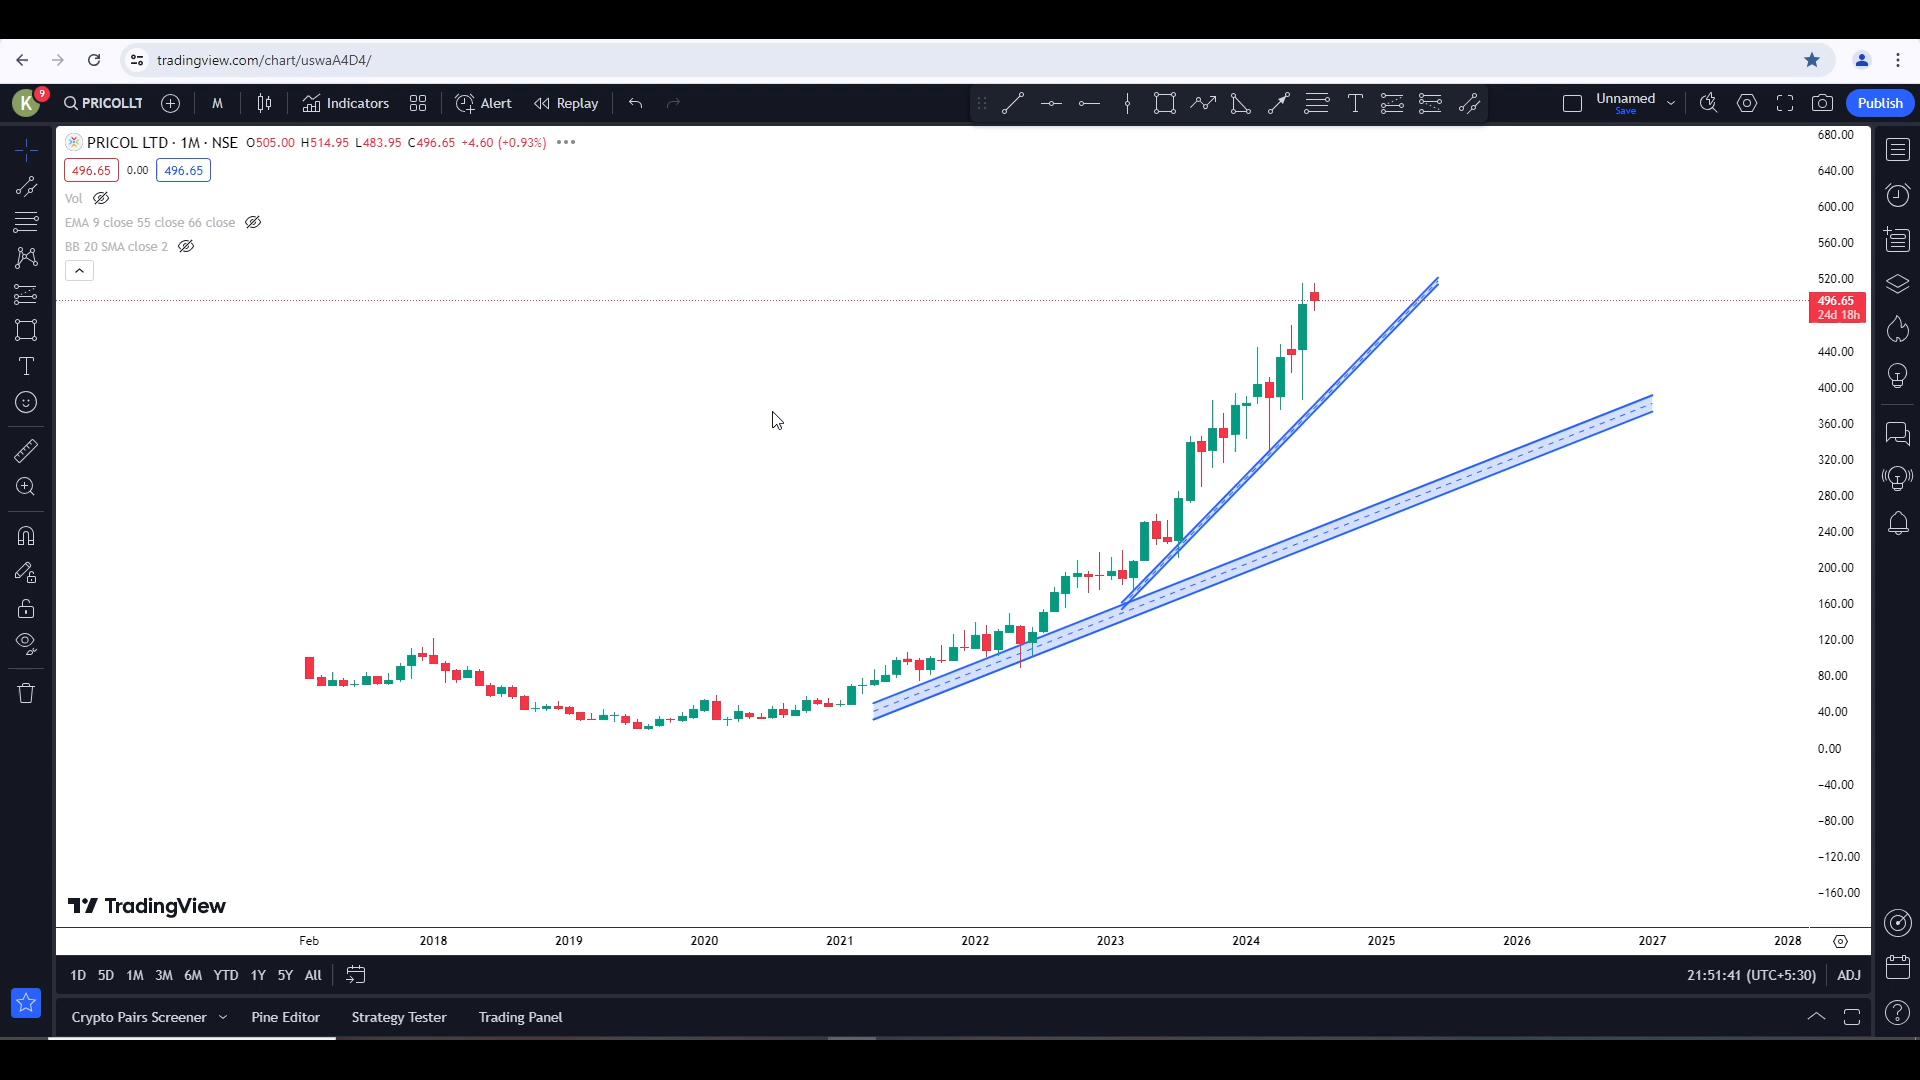 tradingview.com/chart/uswaA4D4/
K 9 PRICOLLT M Indicators Alert Replay Unnamed Save Publish
PRICOL LTD · 1M · NSE O505.00 H514.95 L483.95 C496.65 +4.60 (+0.93%)
496.65 0.00 496.65
Vol
EMA 9 close 55 close 66 close
BB 20 SMA close 2
680.00
640.00
600.00
560.00
520.00
496.65
24d 18h
440.00
400.00
360.00
320.00
280.00
240.00
200.00
160.00
120.00
80.00
40.00
0.00
−40.00
−80.00
−120.00
−160.00
TradingView
Feb 2018 2019 2020 2021 2022 2023 2024 2025 2026 2027 2028
1D 5D 1M 3M 6M YTD 1Y 5Y All 21:51:41 (UTC+5:30) ADJ
Crypto Pairs Screener Pine Editor Strategy Tester Trading Panel